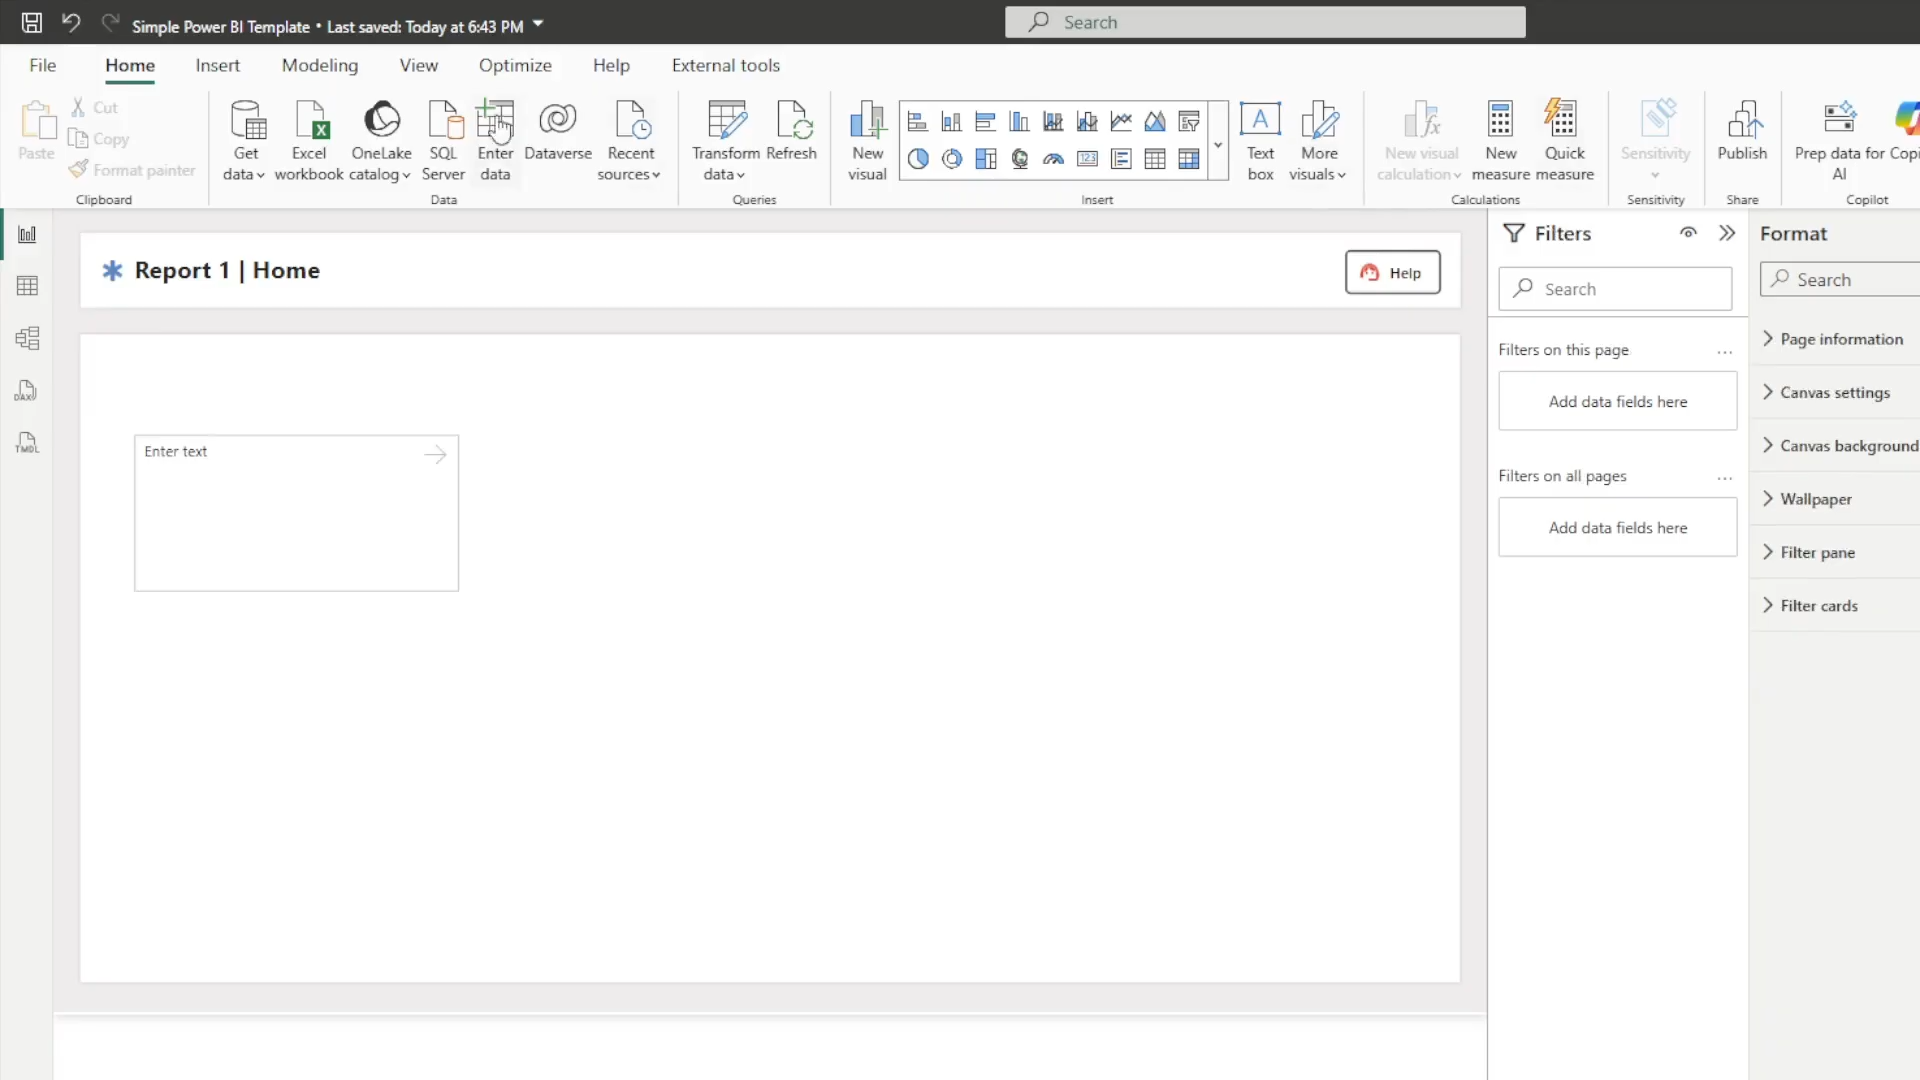 Simple Power BI Template • Last saved: Today at 6:43 PM
Search
File Home Insert Modeling View Optimize Help External tools
Paste
Cut
Copy
Format painter
Clipboard
Get data
Excel workbook
OneLake catalog
SQL Server
Enter data
Dataverse
Recent sources
Data
Transform data
Refresh
Queries
New visual
Insert
A
Text box
More visuals
New visual calculation
New measure
Quick measure
Calculations
Sensitivity
Sensitivity
Publish
Share
Prep data for AI
Copi
Copilot
DAX
TMDL
Report 1 | Home
Help
Enter text
Filters
Search
Filters on this page
Add data fields here
Filters on all pages
Add data fields here
Format
Search
Page information
Canvas settings
Canvas background
Wallpaper
Filter pane
Filter cards